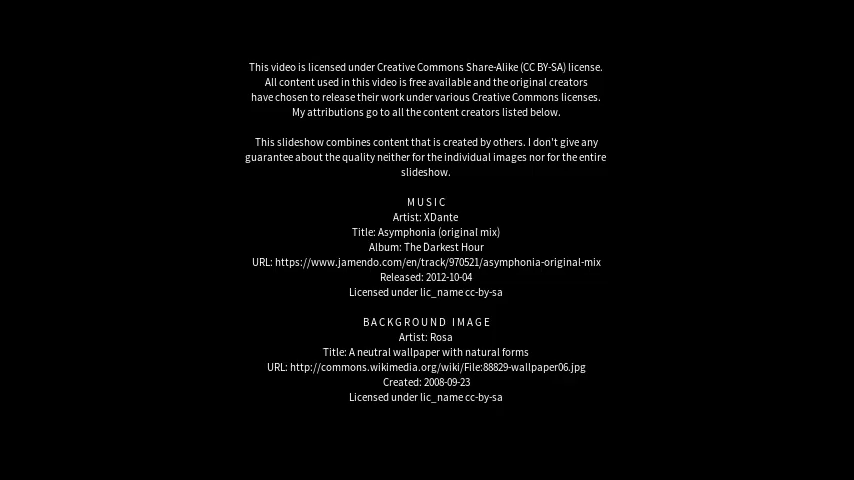 This video is licensed under Creative Commons Share-Alike (CC BY-SA) license.
All content used in this video is free available and the original creators
have chosen to release their work under various Creative Commons licenses.
My attributions go to all the content creators listed below.
This slideshow combines content that is created by others. I don't give any
guarantee about the quality neither for the individual images nor for the entire
slideshow.
MUSIC
Artist: XDante
Title: Asymphonia (original mix)
Album: The Darkest Hour
URL: https://www.jamendo.com/en/track/970521/asymphonia-original-mix
Released: 2012-10-04
Licensed under lic_name cc-by-sa
BACKGROUND IMAGE
Artist: Rosa
Title: A neutral wallpaper with natural forms
URL: http://commons.wikimedia.org/wiki/File:88829-wallpaper06.jpg
Created: 2008-09-23
Licensed under lic_name cc-by-sa